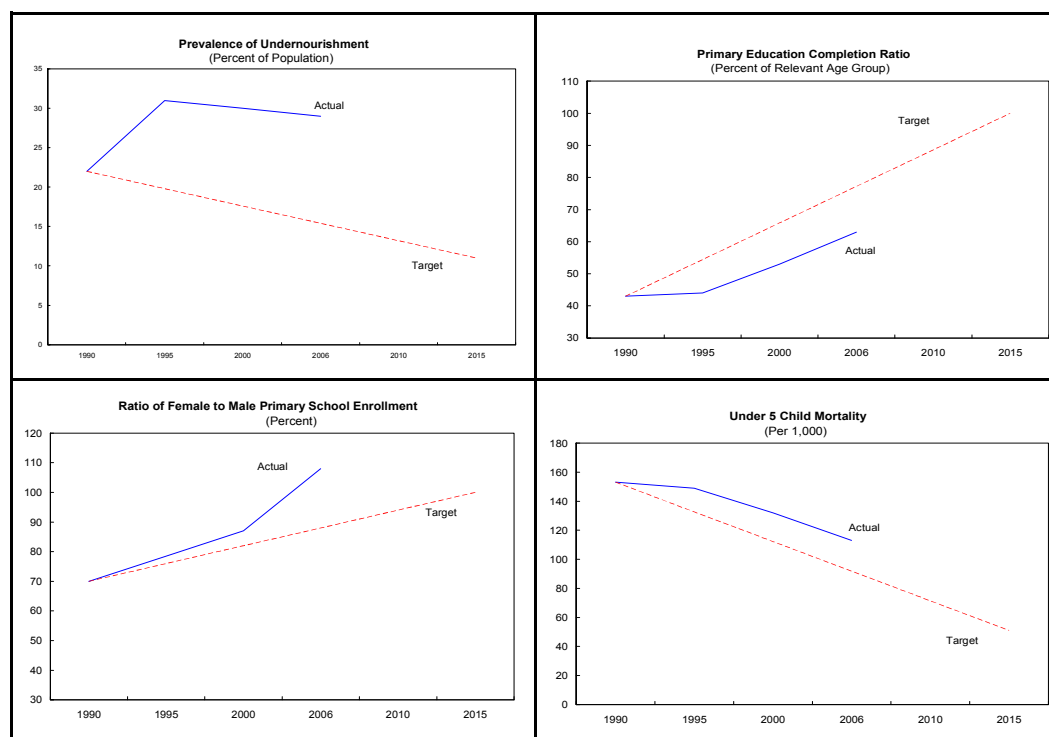 Prevalence of Undernourishment
(Percent of Population)
35
30
25
20
15
10
5
0
Actual
Target
1990 1995 2000 2006 2010 2015
Primary Education Completion Ratio
(Percent of Relevant Age Group)
110
100
90
80
70
60
50
40
30
Target
Actual
1990 1995 2000 2006 2010 2015
Ratio of Female to Male Primary School Enrollment
(Percent)
120
110
100
90
80
70
60
50
40
30
Actual
Target
1990 1995 2000 2006 2010 2015
Under 5 Child Mortality
(Per 1,000)
180
160
140
120
100
80
60
40
20
0
Actual
Target
1990 1995 2000 2006 2010 2015